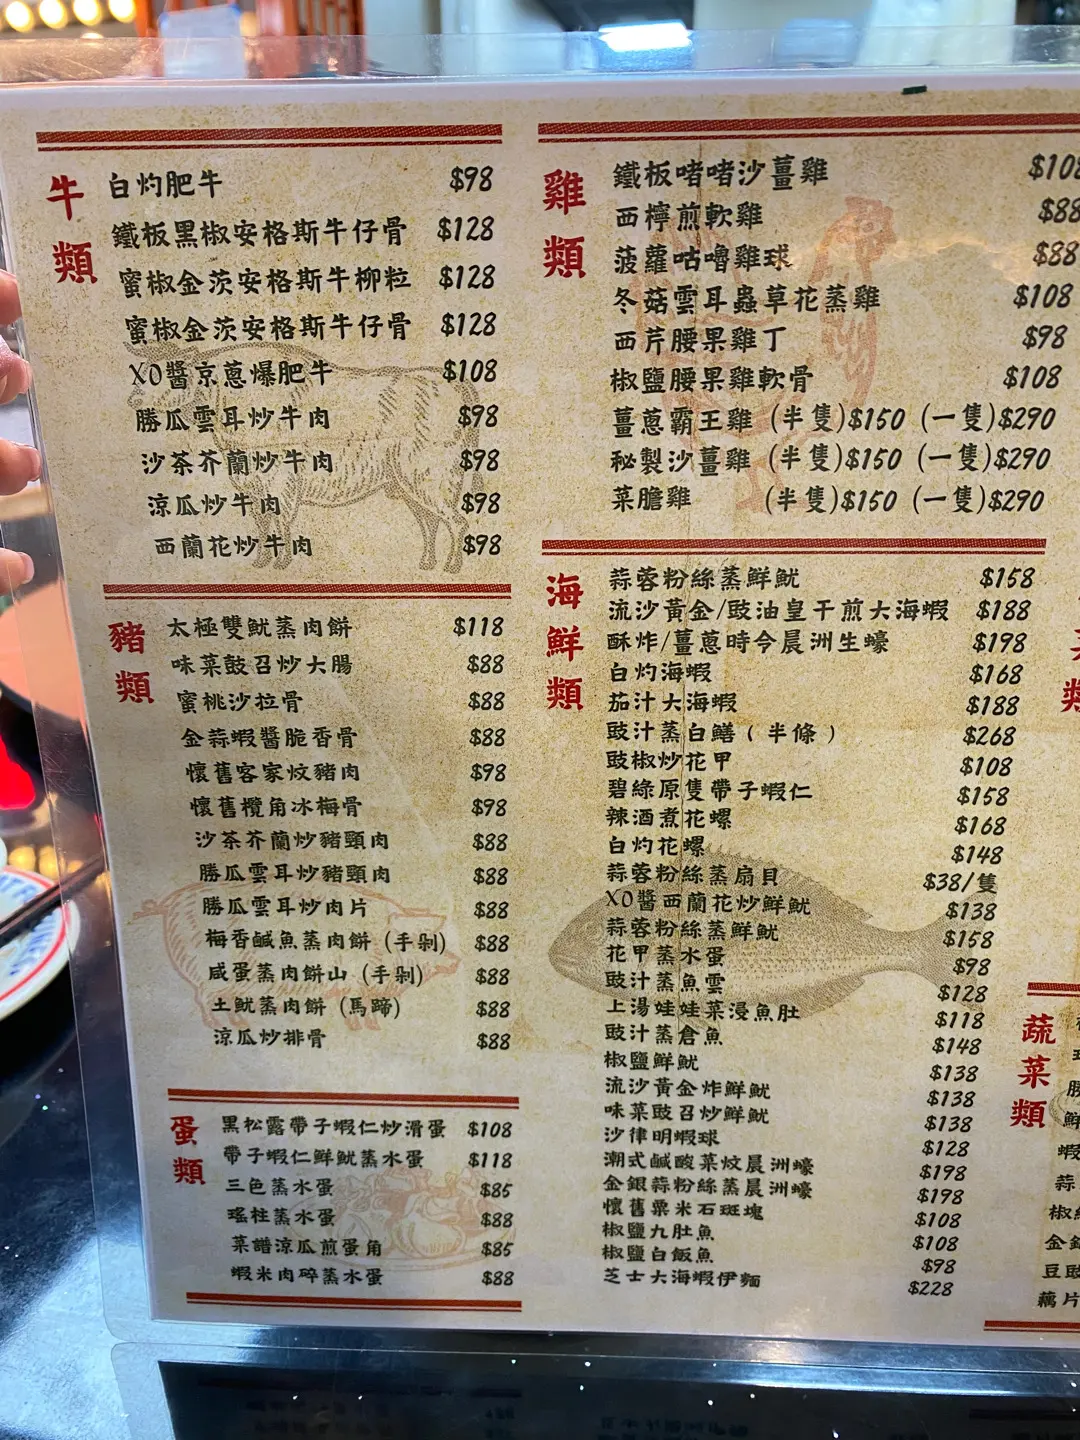 牛類
白灼肥牛 $98
鐵板黑椒安格斯牛仔骨 $128
蜜椒金茨安格斯牛柳粒 $128
蜜椒金茨安格斯牛仔骨 $128
XO醬京蔥爆肥牛 $108
勝瓜雲耳炒牛肉 $98
沙茶芥蘭炒牛肉 $98
涼瓜炒牛肉 $98
西蘭花炒牛肉 $98
豬類
太極雙魷蒸肉餅 $118
味菜鼓召炒大腸 $88
蜜桃沙拉骨 $88
金蒜蝦醬脆香骨 $88
懷舊客家炆豬肉 $98
懷舊欖角冰梅骨 $98
沙茶芥蘭炒豬頸肉 $88
勝瓜雲耳炒豬頸肉 $88
勝瓜雲耳炒肉片 $88
梅香鹹魚蒸肉餅 (手剁) $88
咸蛋蒸肉餅山 (手剁) $88
土魷蒸肉餅 (馬蹄) $88
涼瓜炒排骨 $88
蛋類
黑松露帶子蝦仁炒滑蛋 $108
帶子蝦仁鮮魷蒸水蛋 $118
三色蒸水蛋 $85
瑤柱蒸水蛋 $88
菜譜涼瓜煎蛋角 $85
蝦米肉碎蒸水蛋 $88
雞類
鐵板啫啫沙薑雞 $108
西檸煎軟雞 $88
菠蘿咕嚕雞球 $88
冬菇雲耳蟲草花蒸雞 $108
西芹腰果雞丁 $98
椒鹽腰果雞軟骨 $108
薑蔥霸王雞 (半隻)$150 (一隻)$290
秘製沙薑雞 (半隻)$150 (一隻)$290
菜膽雞 (半隻)$150 (一隻)$290
海鮮類
蒜蓉粉絲蒸鮮魷 $158
流沙黃金/豉油皇干煎大海蝦 $188
酥炸/薑蔥時令晨洲生蠔 $198
白灼海蝦 $168
茄汁大海蝦 $188
豉汁蒸白鱔 (半條) $268
豉椒炒花甲 $108
碧綠原隻帶子蝦仁 $158
辣酒煮花螺 $168
白灼花螺 $148
蒜蓉粉絲蒸扇貝 $38/隻
XO醬西蘭花炒鮮魷 $138
蒜蓉粉絲蒸鮮魷 $158
花甲蒸水蛋 $98
豉汁蒸魚雲 $128
上湯娃娃菜浸魚肚 $118
豉汁蒸倉魚 $148
椒鹽鮮魷 $138
流沙黃金炸鮮魷 $138
味菜豉召炒鮮魷 $138
沙律明蝦球 $128
潮式鹹酸菜炆晨洲蠔 $198
金銀蒜粉絲蒸晨洲蠔 $198
懷舊粟米石斑塊 $108
椒鹽九肚魚 $108
椒鹽白飯魚 $98
芝士大海蝦伊麵 $228
蔬菜類
勝
鮮
蝦
蒜
椒
金銀
豆豉
藕片